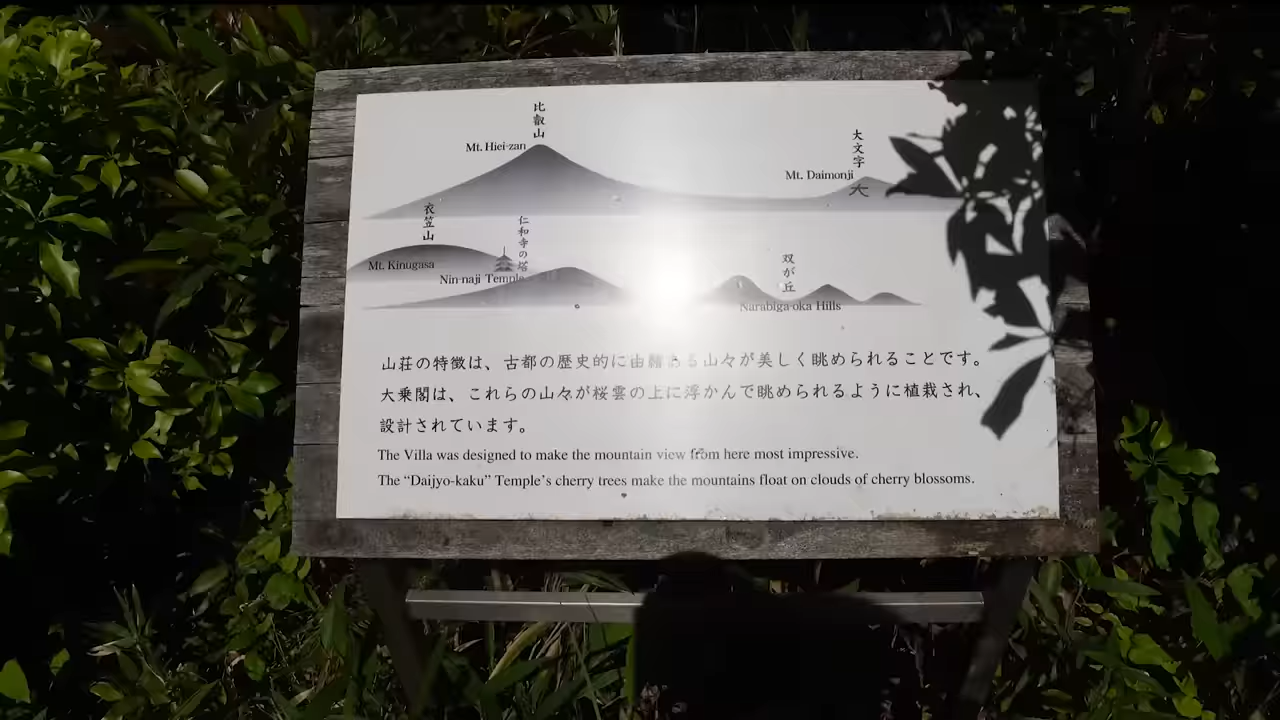 比叡山
Mt. Hiei-zan
大文字
Mt. Daimonji
大
衣笠山
Mt. Kinugasa
仁和寺の塔
Nin-naji Temple
双が丘
Narabiga-oka Hills
山荘の特徴は、古都の歴史的に由緒ある山々が美しく眺められることです。
大乗閣は、これらの山々が桜雲の上に浮かんで眺められるように植栽され、
設計されています。
The Villa was designed to make the mountain view from here most impressive.
The “Daijyo-kaku” Temple’s cherry trees make the mountains float on clouds of cherry blossoms.